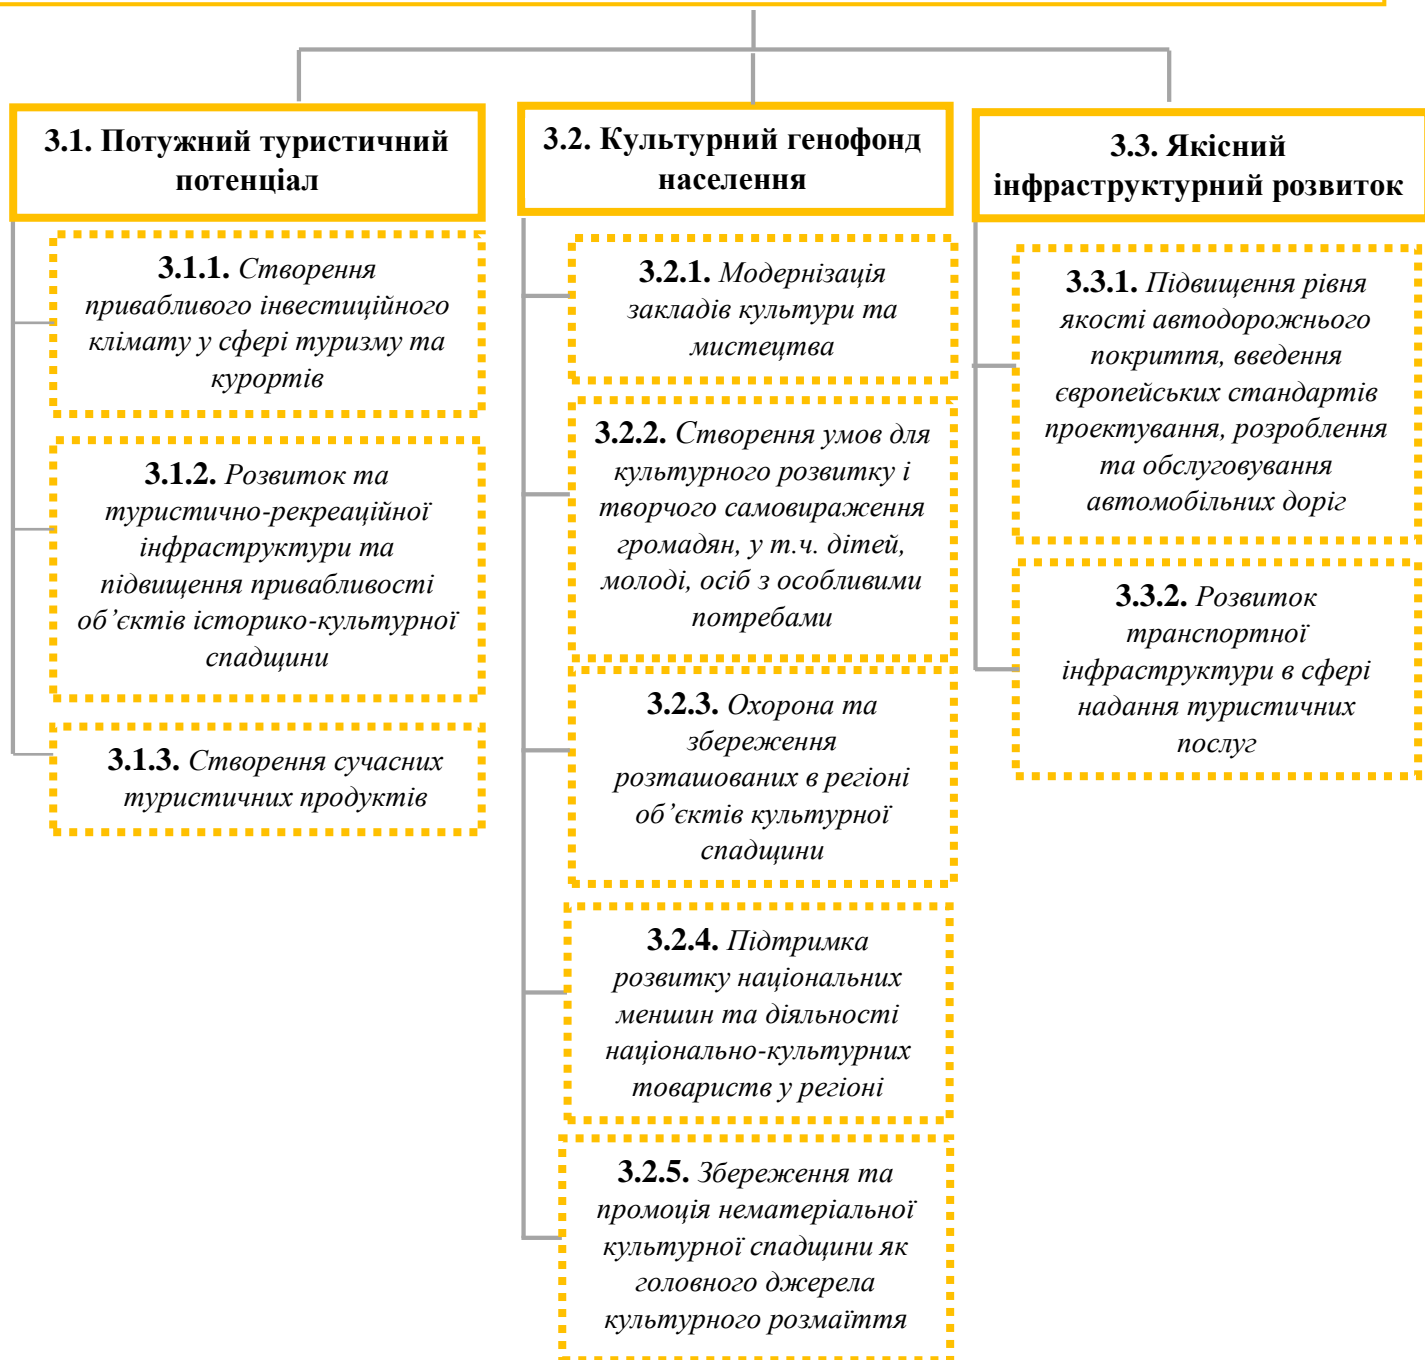 3.1. Потужний туристичний
потенціал
3.1.1. Створення
привабливого інвестиційного
клімату у сфері туризму та
курортів
3.1.2. Розвиток та
туристично-рекреаційної
інфраструктури та
підвищення привабливості
об’єктів історико-культурної
спадщини
3.1.3. Створення сучасних
туристичних продуктів
3.2. Культурний генофонд
населення
3.2.1. Модернізація
закладів культури та
мистецтва
3.2.2. Створення умов для
культурного розвитку і
творчого самовираження
громадян, у т.ч. дітей,
молоді, осіб з особливими
потребами
3.2.3. Охорона та
збереження
розташованих в регіоні
об’єктів культурної
спадщини
3.2.4. Підтримка
розвитку національних
меншин та діяльності
національно-культурних
товариств у регіоні
3.2.5. Збереження та
промоція нематеріальної
культурної спадщини як
головного джерела
культурного розмаїття
3.3. Якісний
інфраструктурний розвиток
3.3.1. Підвищення рівня
якості автодорожнього
покриття, введення
європейських стандартів
проектування, розроблення
та обслуговування
автомобільних доріг
3.3.2. Розвиток
транспортної
інфраструктури в сфері
надання туристичних
послуг